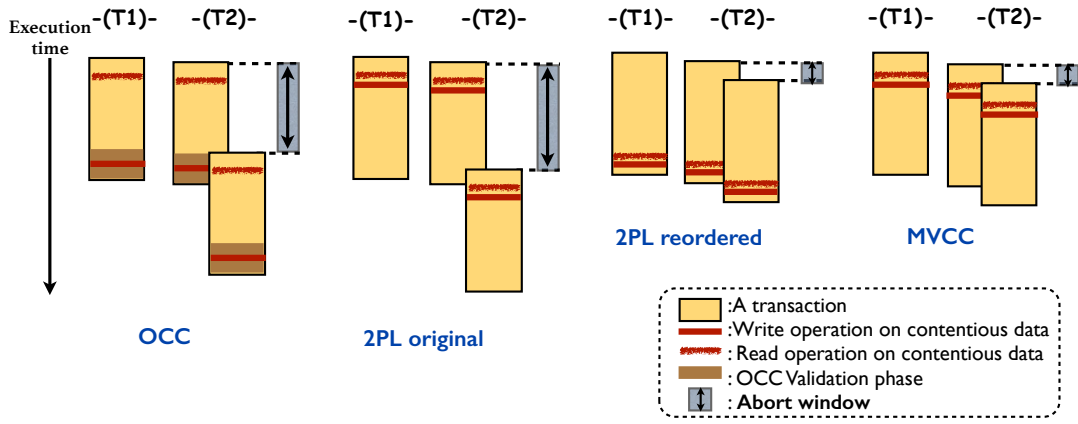 -(T1)- -(T2)- -(T1)- -(T2)- -(T1)- -(T2)- -(T1)- -(T2)-
Execution
time
2PL reordered MVCC
OCC 2PL original
:A transaction
:Write operation on contentious data
: Read operation on contentious data
: OCC Validation phase
: Abort window